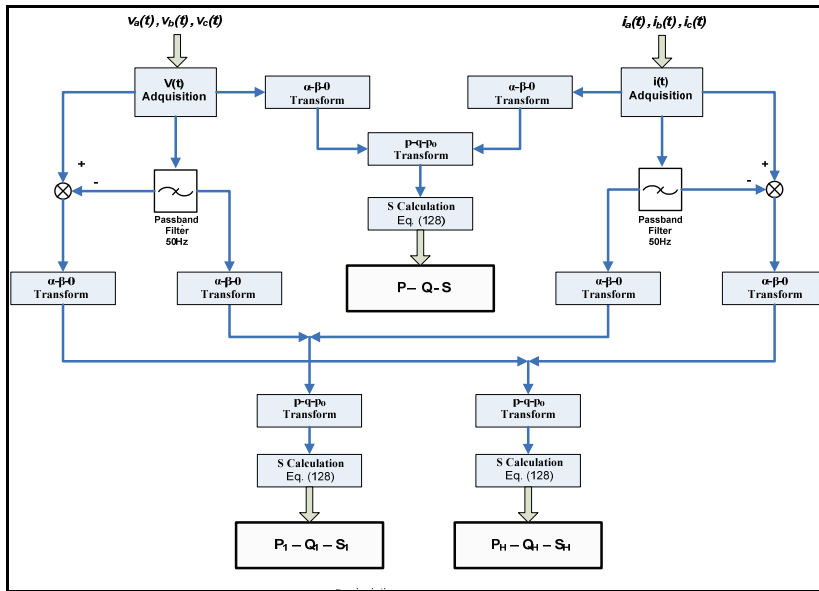 va(t), vb(t), vc(t)
ia(t), ib(t), ic(t)
V(t)
Adquisition
α-β-0
Transform
α-β-0
Transform
i(t)
Adquisition
p-q-p0
Transform
+
-
+
-
S Calculation
Eq. (128)
Passband
Filter
50Hz
Passband
Filter
50Hz
α-β-0
Transform
α-β-0
Transform
P – Q - S
α-β-0
Transform
α-β-0
Transform
p-q-p0
Transform
p-q-p0
Transform
S Calculation
Eq. (128)
S Calculation
Eq. (128)
P1 – Q1 – S1
PH – QH – SH